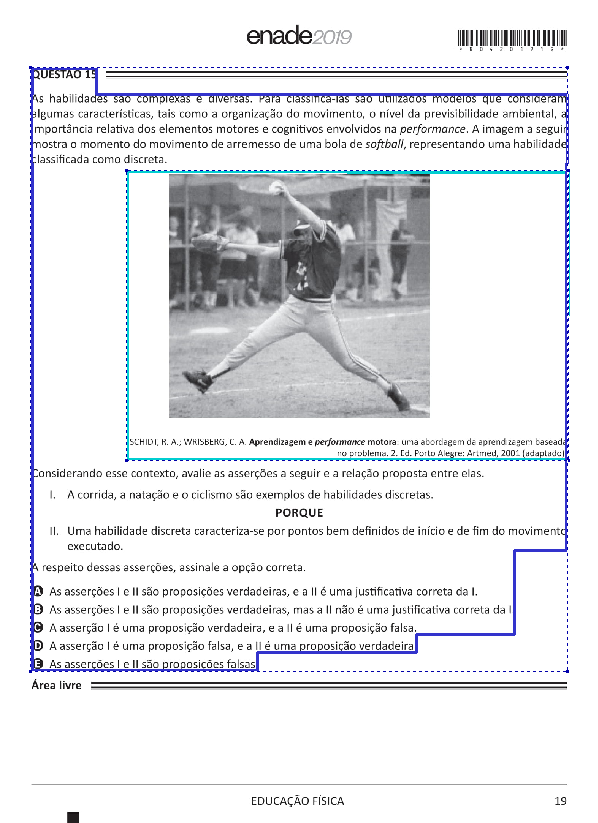 enade2019
QUESTÃO 15
As habilidades são complexas e diversas. Para classificá-las são utilizados modelos que consideram
algumas características, tais como a organização do movimento, o nível da previsibilidade ambiental, a
importância relativa dos elementos motores e cognitivos envolvidos na performance. A imagem a seguir
mostra o momento do movimento de arremesso de uma bola de softball, representando uma habilidade
classificada como discreta.
SCHIDT, R. A.; WRISBERG, C. A. Aprendizagem e performance motora: uma abordagem da aprendizagem baseada
no problema. 2. Ed. Porto Alegre: Artmed, 2001 (adaptado).
Considerando esse contexto, avalie as asserções a seguir e a relação proposta entre elas.
I. A corrida, a natação e o ciclismo são exemplos de habilidades discretas.
PORQUE
II. Uma habilidade discreta caracteriza-se por pontos bem definidos de início e de fim do movimento
executado.
A respeito dessas asserções, assinale a opção correta.
A As asserções I e II são proposições verdadeiras, e a II é uma justificativa correta da I.
B As asserções I e II são proposições verdadeiras, mas a II não é uma justificativa correta da I.
C A asserção I é uma proposição verdadeira, e a II é uma proposição falsa.
D A asserção I é uma proposição falsa, e a II é uma proposição verdadeira.
E As asserções I e II são proposições falsas.
Área livre
EDUCAÇÃO FÍSICA
19